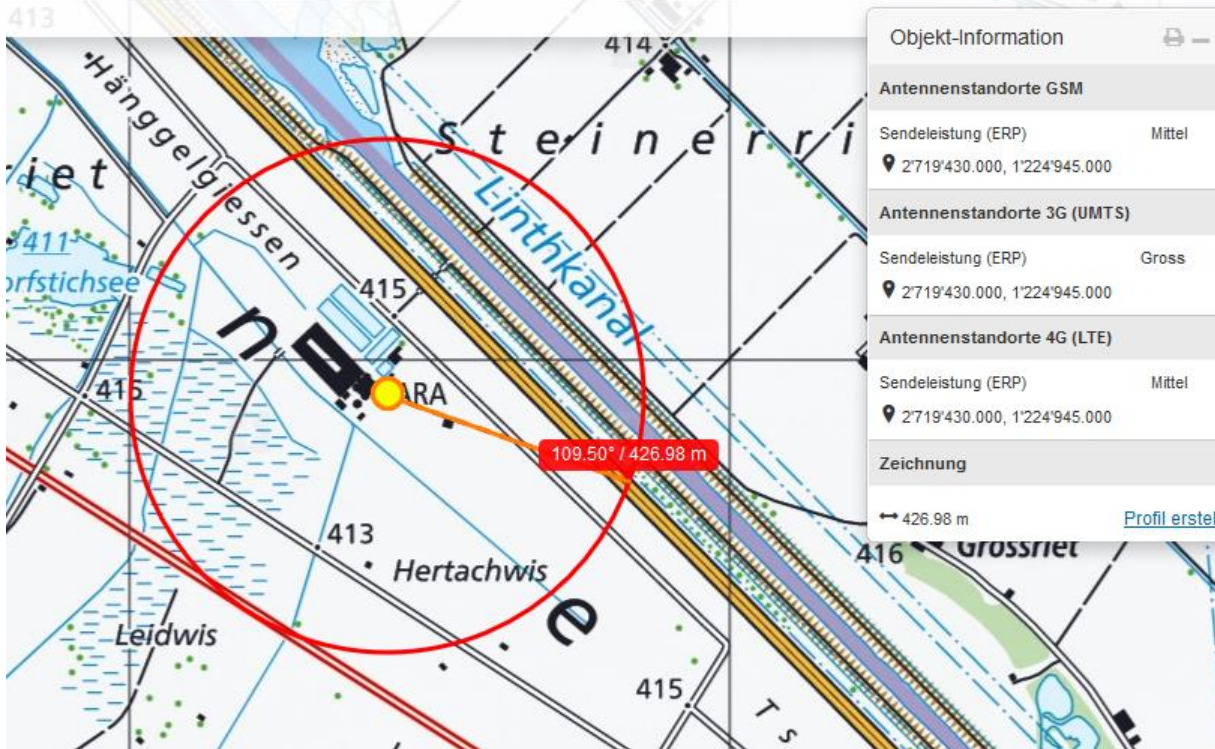 413
414
Hänggelgiessen
Steinerri
riet
Linthkanal
411
orfstichsee
415
n
415
ARA
109.50° / 426.98 m
413
Hertachwis
e
Leidwis
415
T s
416
Grossriet
Objekt-Information
Antennenstandorte GSM
Sendeleistung (ERP) Mittel
2'719'430.000, 1'224'945.000
Antennenstandorte 3G (UMTS)
Sendeleistung (ERP) Gross
2'719'430.000, 1'224'945.000
Antennenstandorte 4G (LTE)
Sendeleistung (ERP) Mittel
2'719'430.000, 1'224'945.000
Zeichnung
426.98 m Profil erstel